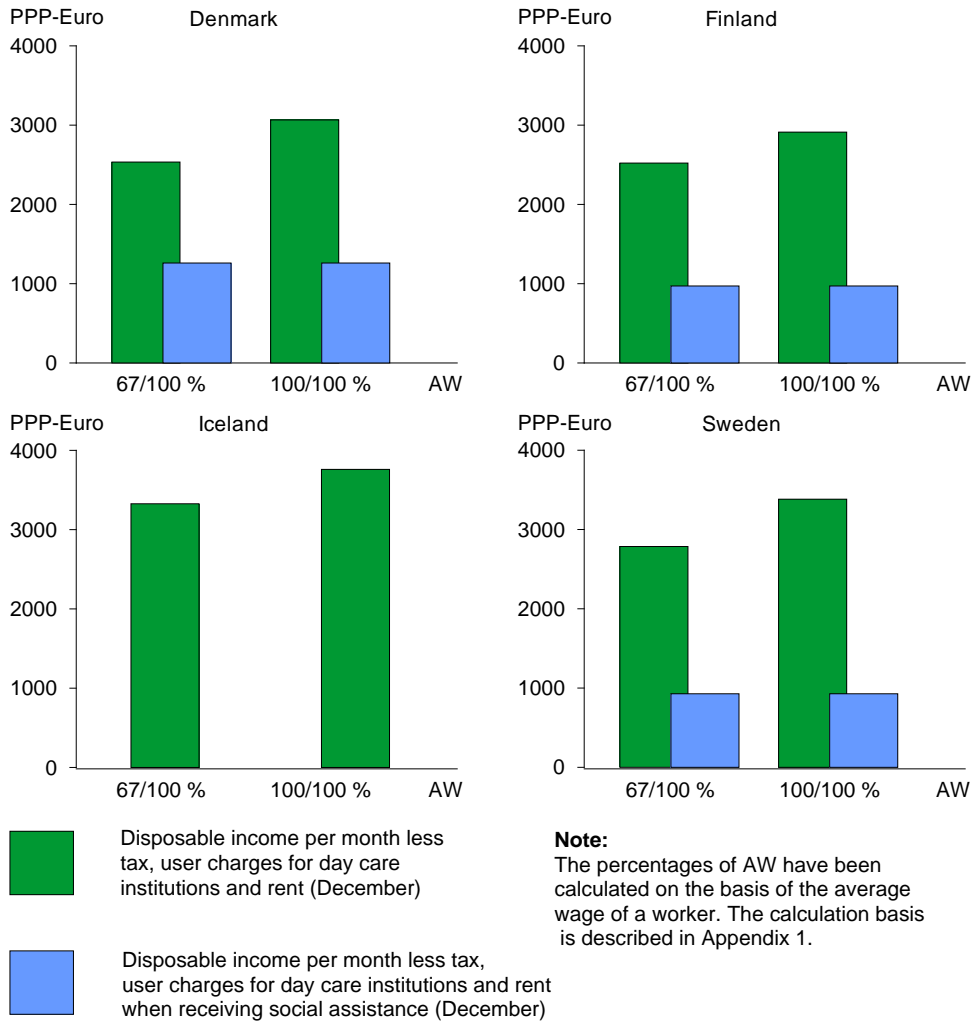 PPP-Euro Denmark
4000
3000
2000
1000
0
67/100 % 100/100 % AW
PPP-Euro Finland
4000
3000
2000
1000
0
67/100 % 100/100 % AW
PPP-Euro Iceland
4000
3000
2000
1000
0
67/100 % 100/100 % AW
PPP-Euro Sweden
4000
3000
2000
1000
0
67/100 % 100/100 % AW
Disposable income per month less
tax, user charges for day care
institutions and rent (December)
Disposable income per month less tax,
user charges for day care institutions and rent
when receiving social assistance (December)
Note:
The percentages of AW have been
calculated on the basis of the average
wage of a worker. The calculation basis
is described in Appendix 1.